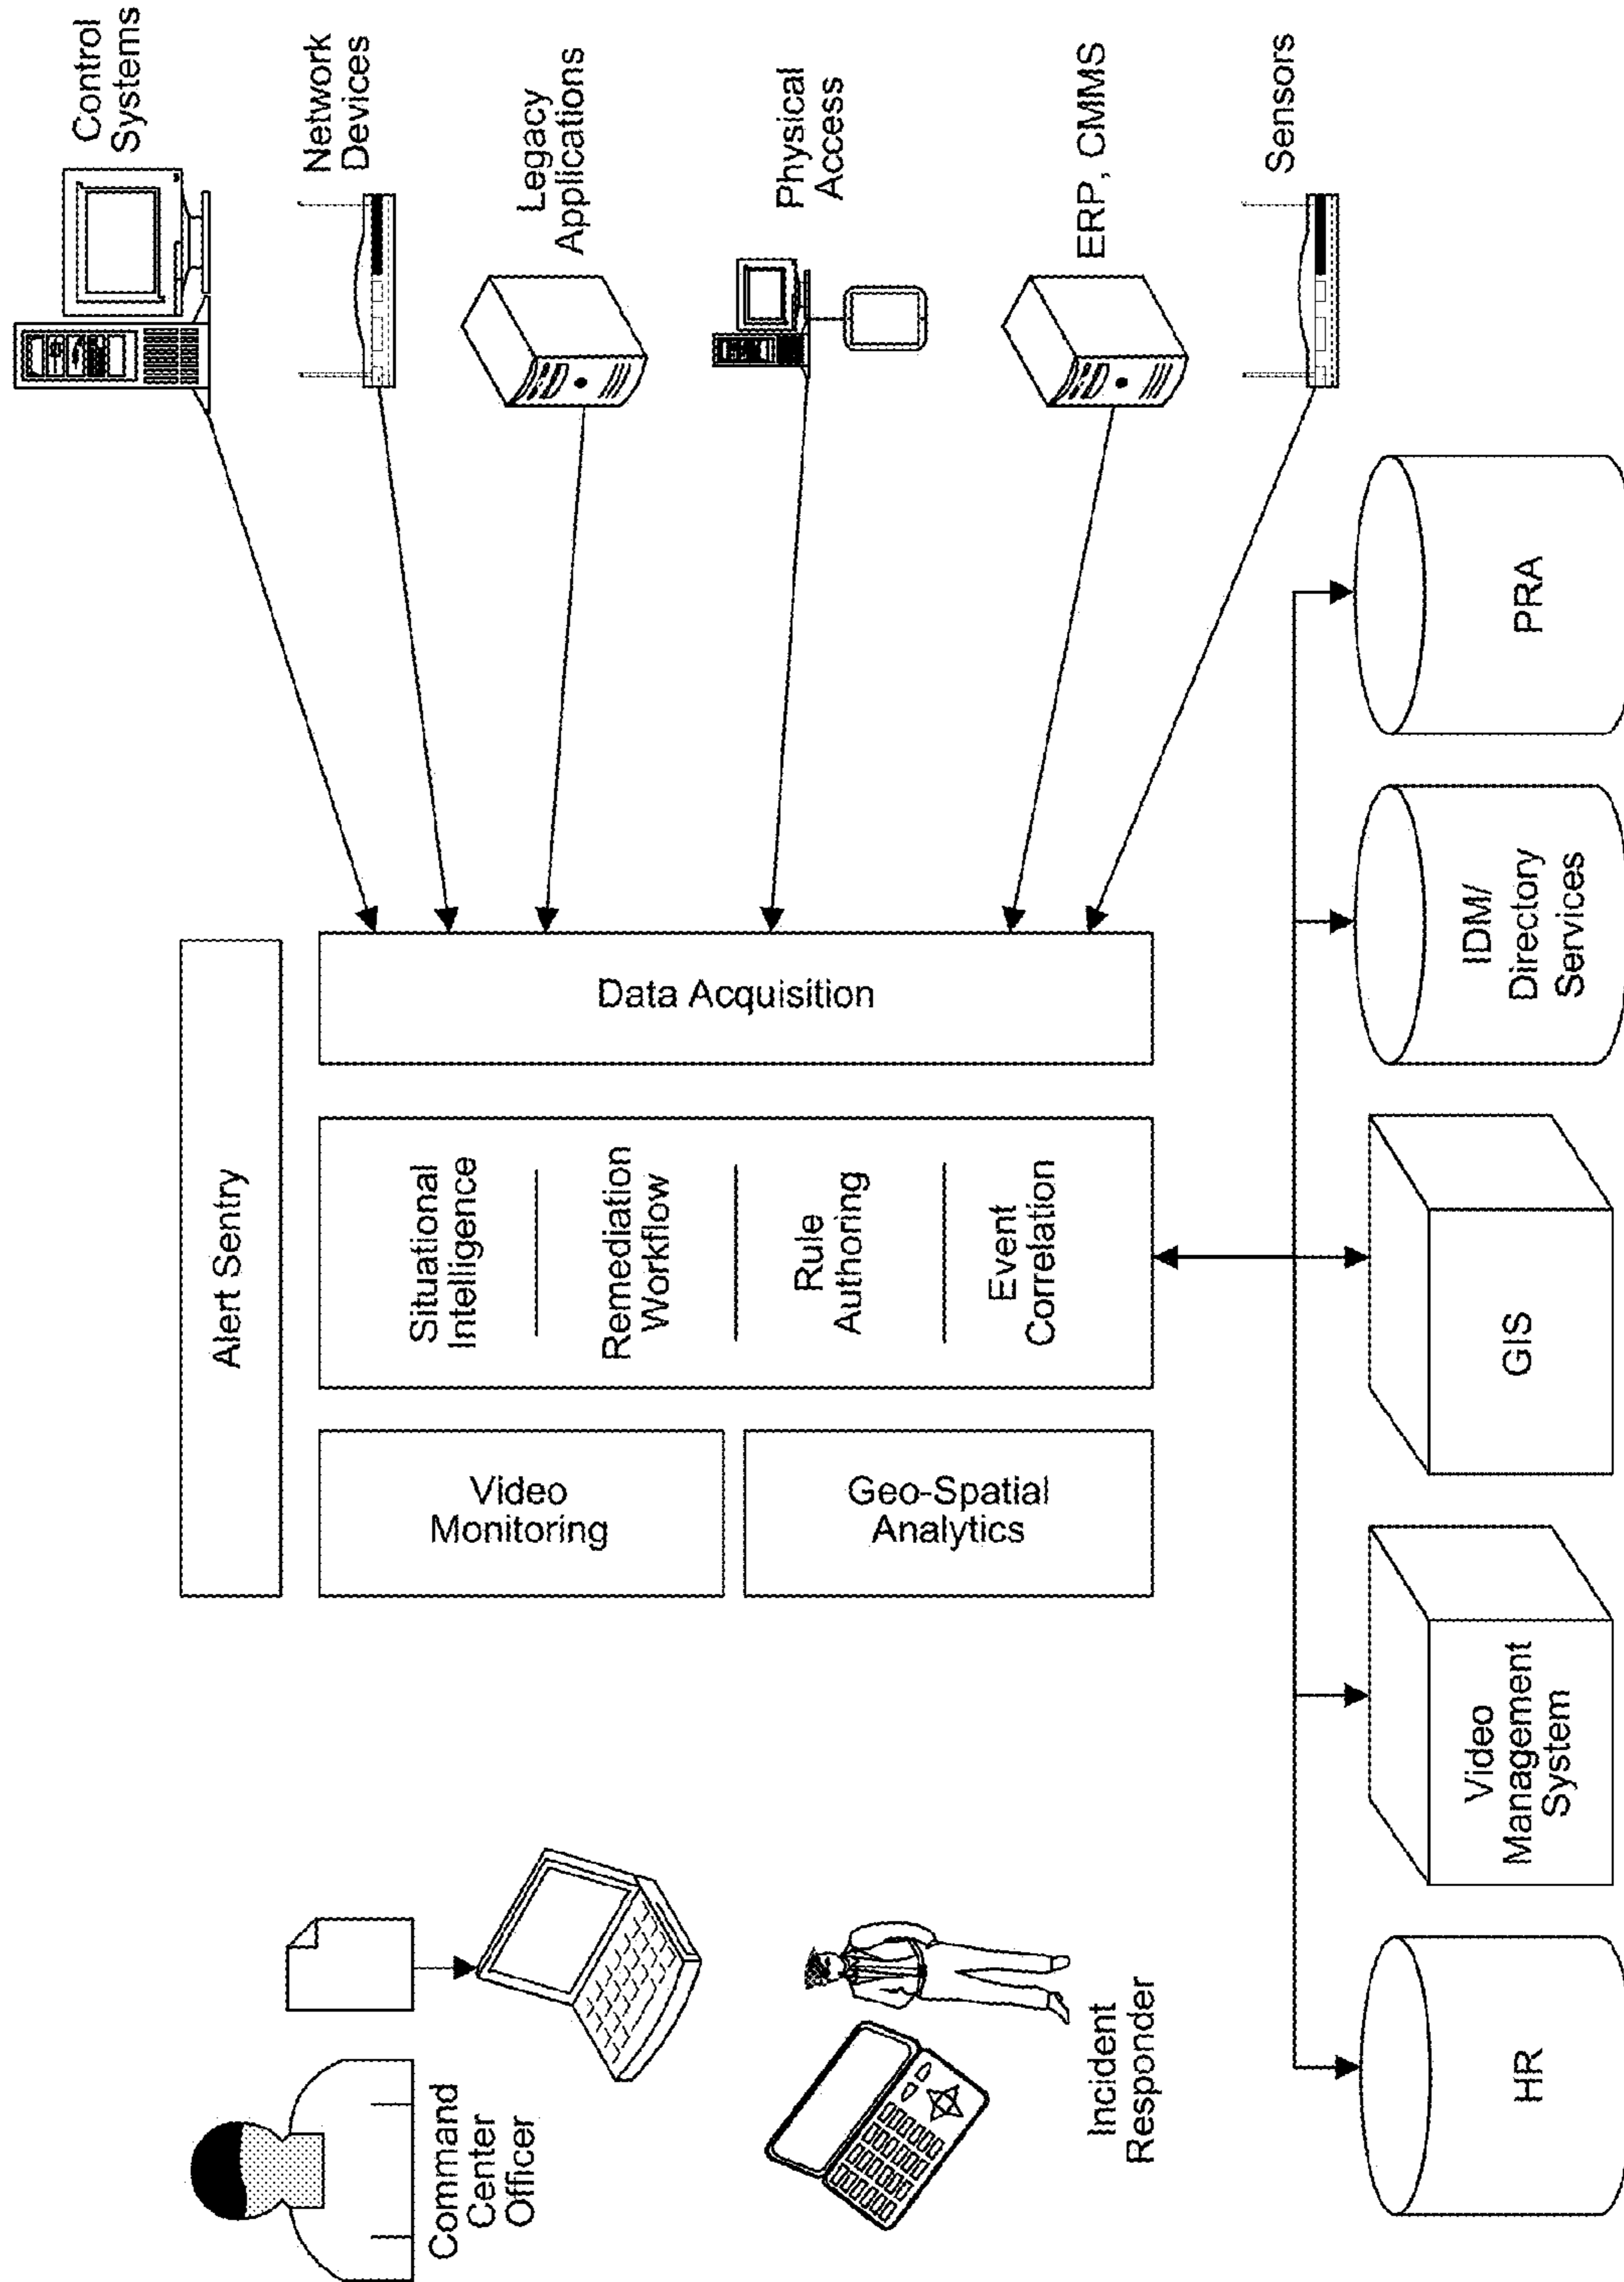 Alert Sentry
Command
Center
Officer
Incident
Responder
Video
Monitoring
Geo-Spatial
Analytics
Situational
Intelligence
Remediation
Workflow
Rule
Authoring
Event
Correlation
Data Acquisition
Control
Systems
Network
Devices
Legacy
Applications
Physical
Access
ERP, CMMS
Sensors
HR
Video
Management
System
GIS
IDM/
Directory
Services
PRA